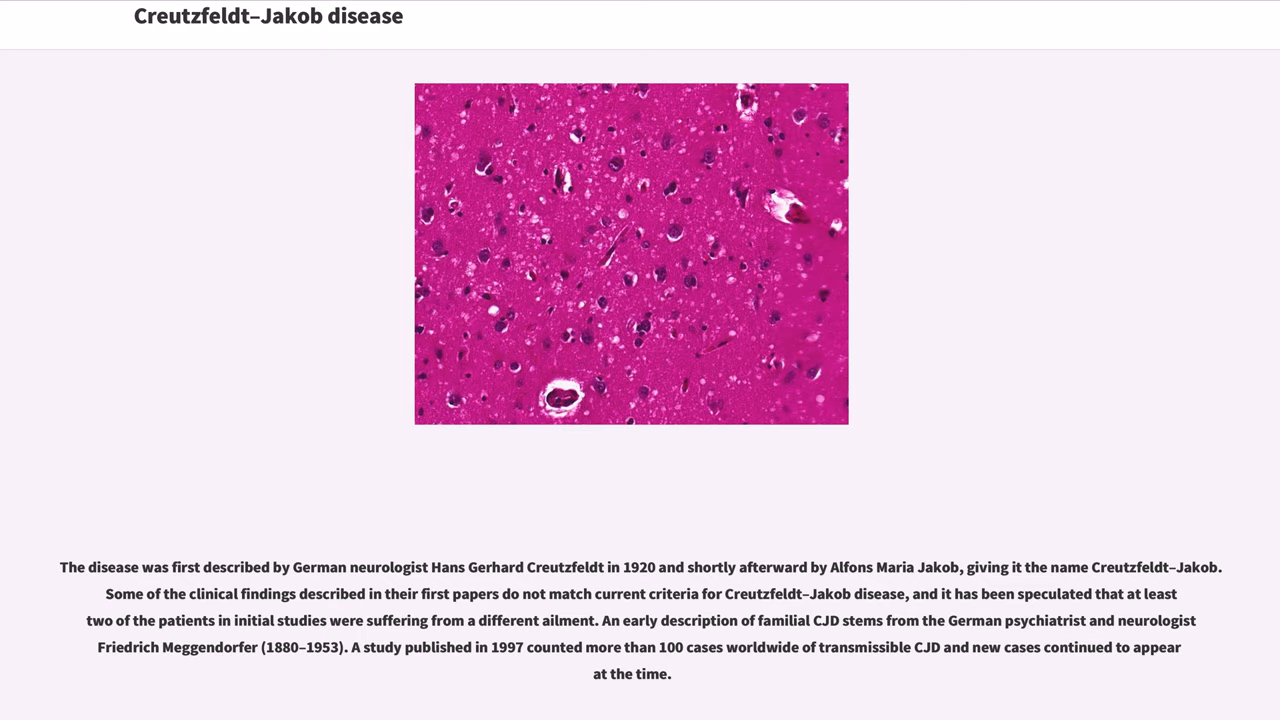 Creutzfeldt–Jakob disease
The disease was first described by German neurologist Hans Gerhard Creutzfeldt in 1920 and shortly afterward by Alfons Maria Jakob, giving it the name Creutzfeldt–Jakob.
Some of the clinical findings described in their first papers do not match current criteria for Creutzfeldt–Jakob disease, and it has been speculated that at least
two of the patients in initial studies were suffering from a different ailment. An early description of familial CJD stems from the German psychiatrist and neurologist
Friedrich Meggendorfer (1880–1953). A study published in 1997 counted more than 100 cases worldwide of transmissible CJD and new cases continued to appear
at the time.